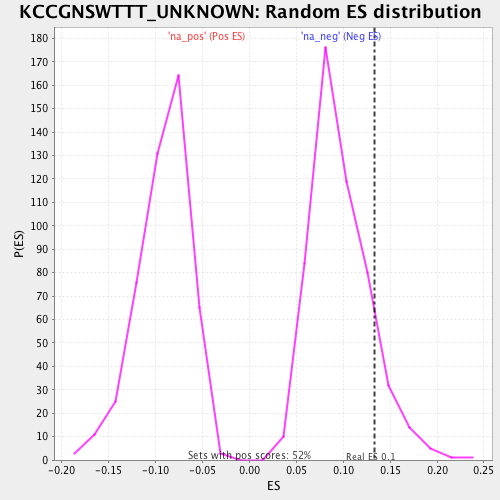 KCCGNSWTTT_UNKNOWN: Random ES distribution
'na_pos' (Pos ES)
'na_neg' (Neg ES)
180
170
160
150
140
130
120
110
100
90
80
70
60
50
40
30
20
10
0
P(ES)
Sets with pos scores: 52%
Real ES 0.1
-0.20 -0.15 -0.10 -0.05 0.00 0.05 0.10 0.15 0.20 0.25
ES